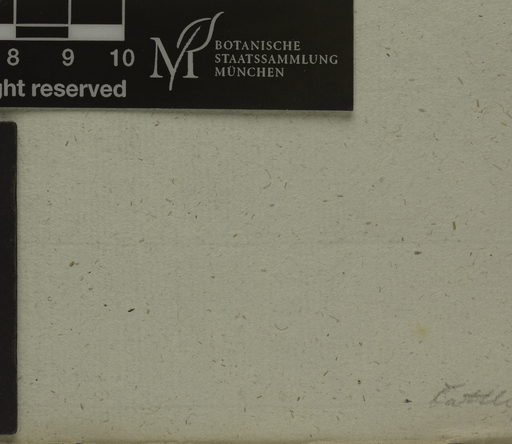 8 9 10
BOTANISCHE
STAATSSAMMLUNG
MÜNCHEN
ght reserved